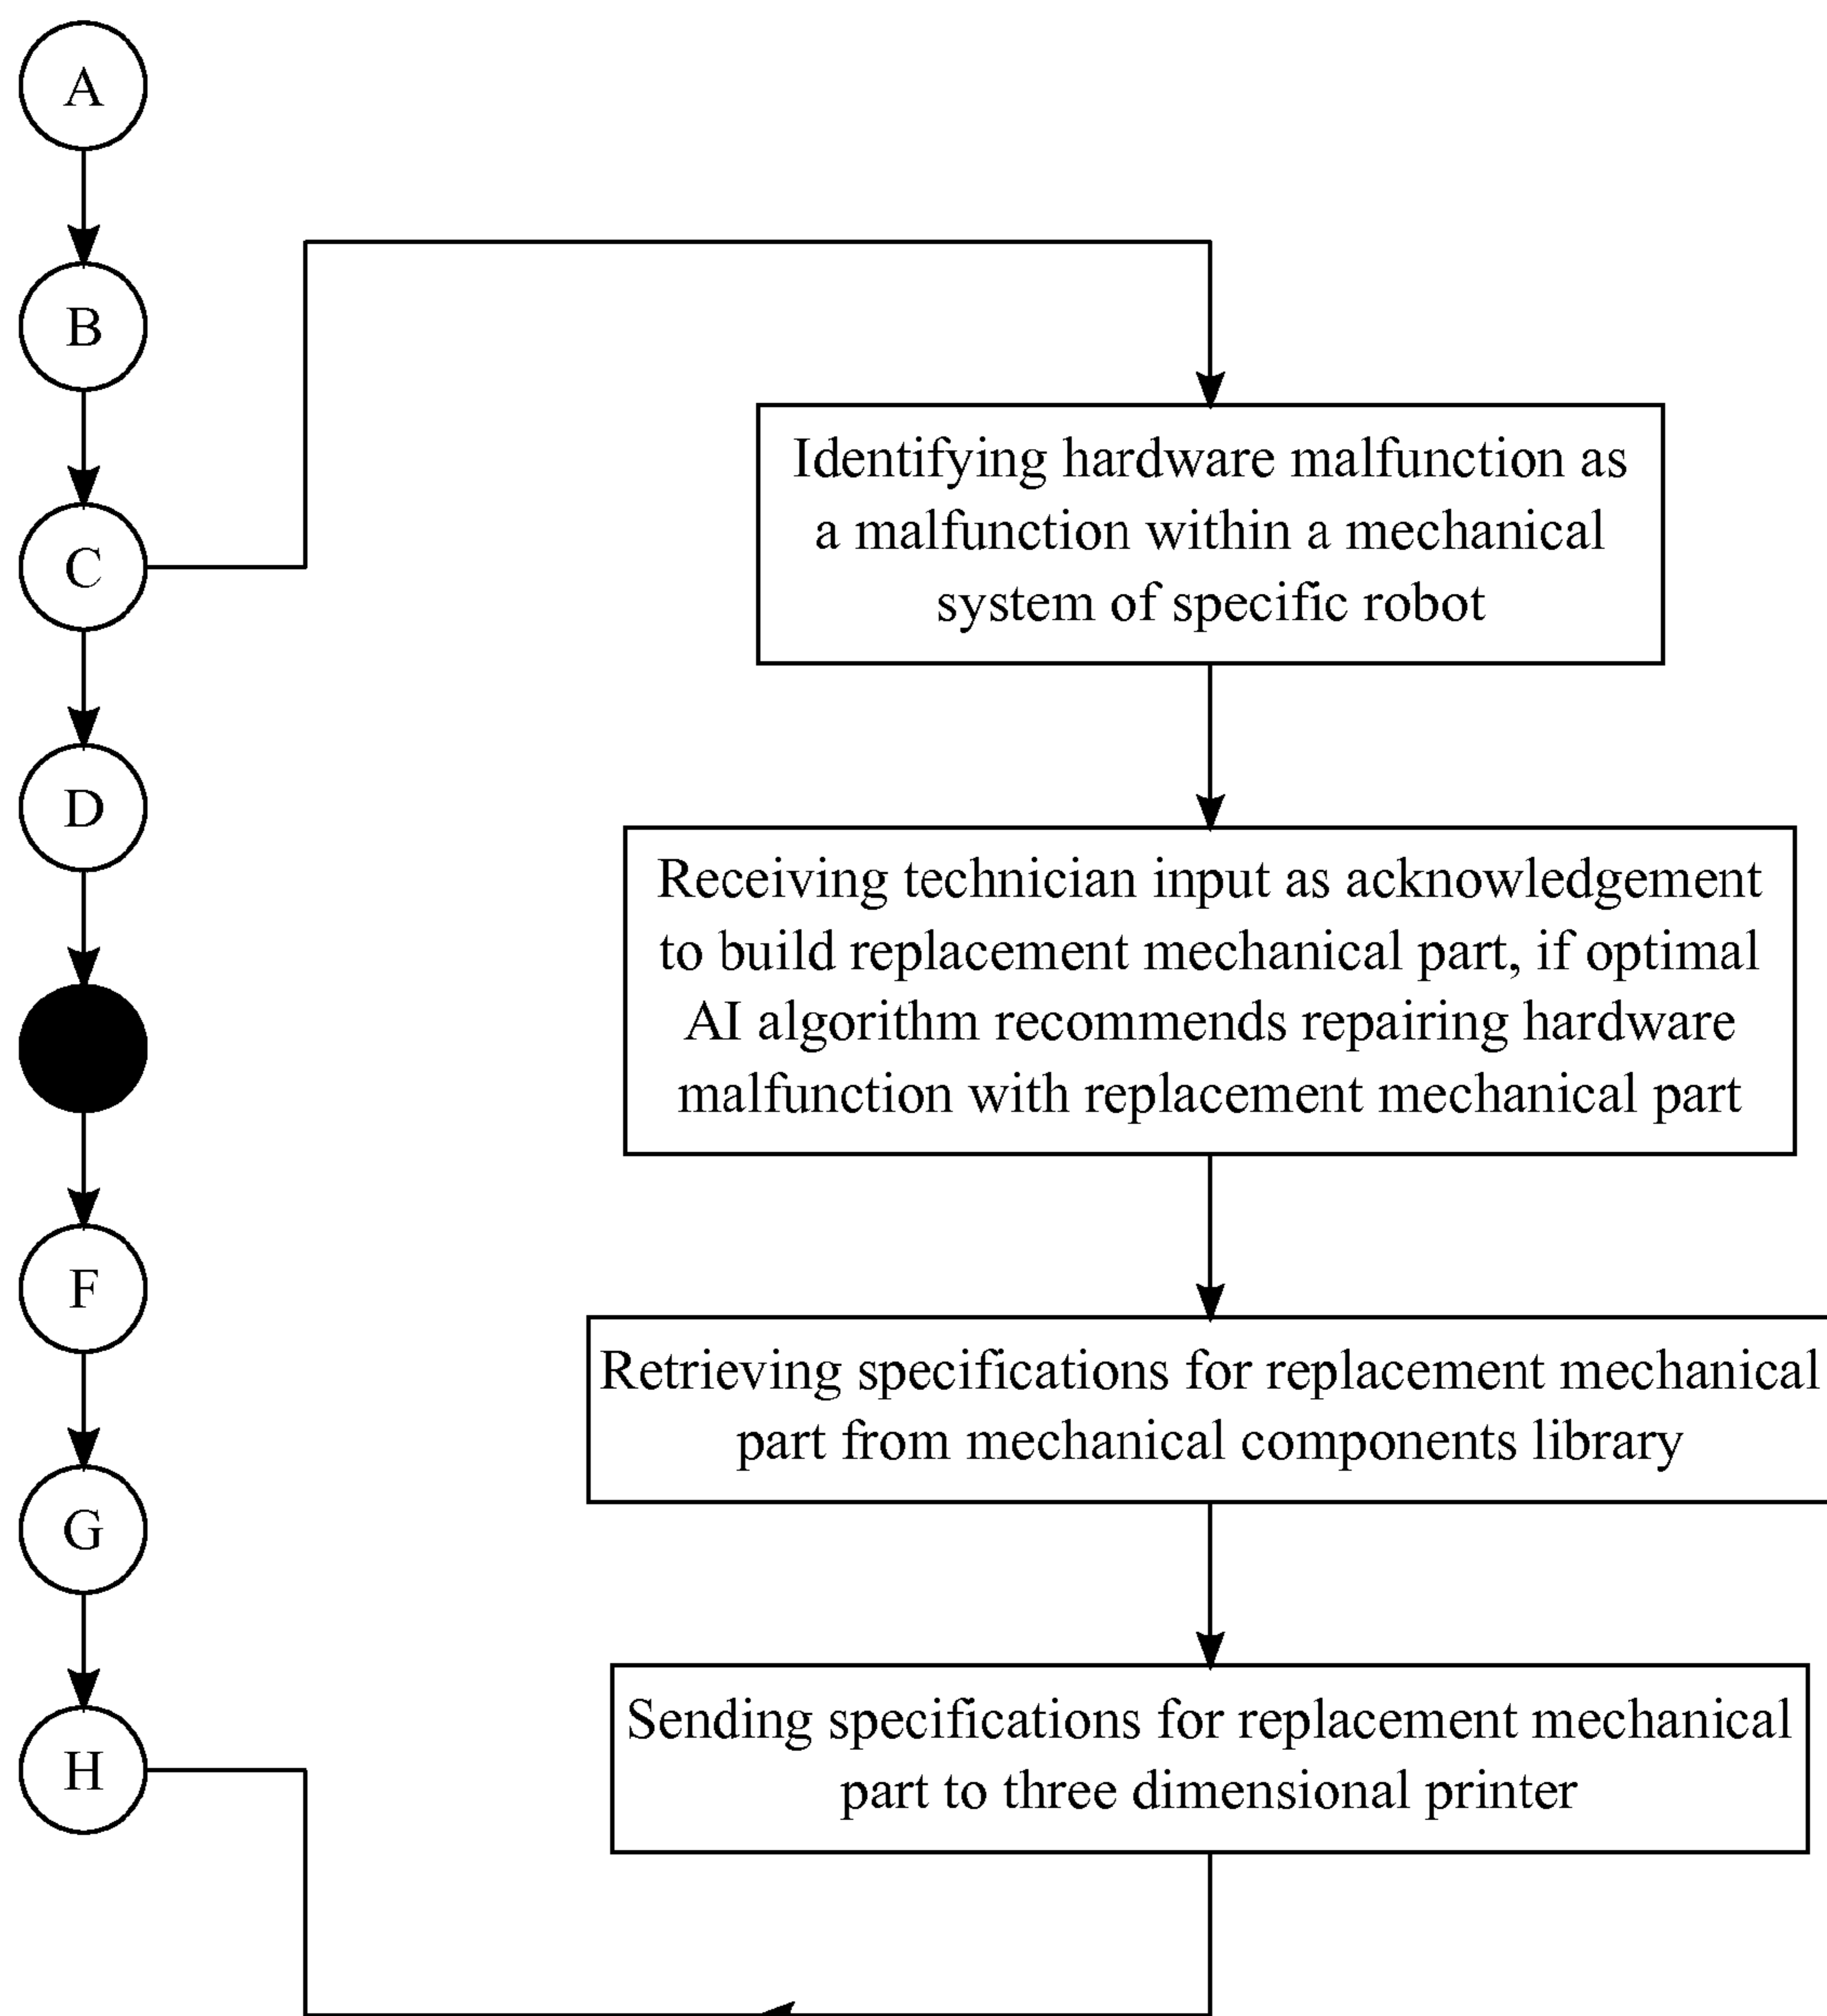 A
B
C
D
F
G
H
Identifying hardware malfunction as
a malfunction within a mechanical
system of specific robot
Receiving technician input as acknowledgement
to build replacement mechanical part, if optimal
AI algorithm recommends repairing hardware
malfunction with replacement mechanical part
Retrieving specifications for replacement mechanical
part from mechanical components library
Sending specifications for replacement mechanical
part to three dimensional printer